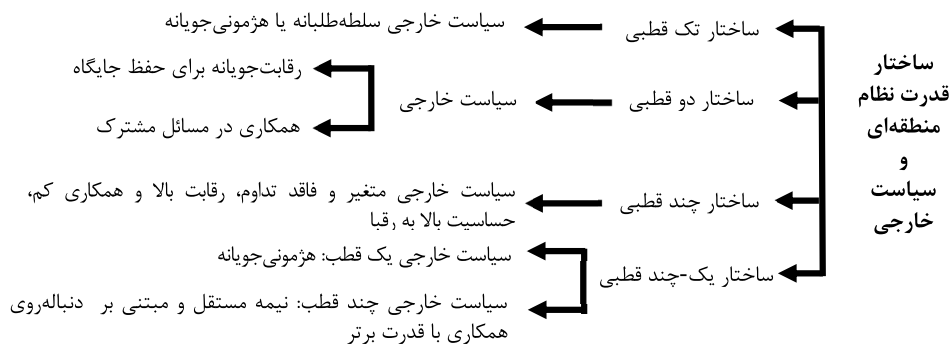 ساختار
قدرت نظام
منطقه‌ای
و
سیاست
خارجی
ساختار تک قطبی
سیاست خارجی سلطه‌طلبانه یا هژمونی‌جویانه
ساختار دو قطبی
سیاست خارجی
رقابت‌جویانه برای حفظ جایگاه
همکاری در مسائل مشترک
ساختار چند قطبی
سیاست خارجی متغیر و فاقد تداوم، رقابت بالا و همکاری کم،
حساسیت بالا به رقبا
ساختار یک-چند قطبی
سیاست خارجی یک قطب: هژمونی‌جویانه
سیاست خارجی چند قطب: نیمه مستقل و مبتنی بر دنباله‌روی
همکاری با قدرت برتر